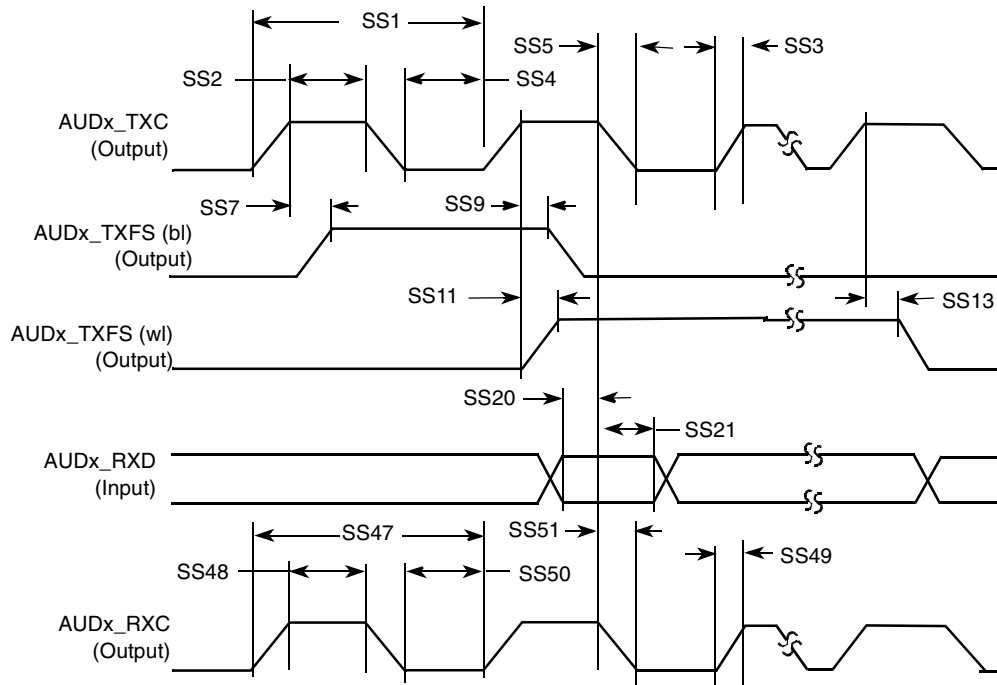 SS1
SS5
SS3
SS2
SS4
AUDx_TXC
(Output)
SS7
SS9
AUDx_TXFS (bl)
(Output)
SS11
SS13
AUDx_TXFS (wl)
(Output)
SS20
SS21
AUDx_RXD
(Input)
SS47
SS51
SS49
SS48
SS50
AUDx_RXC
(Output)